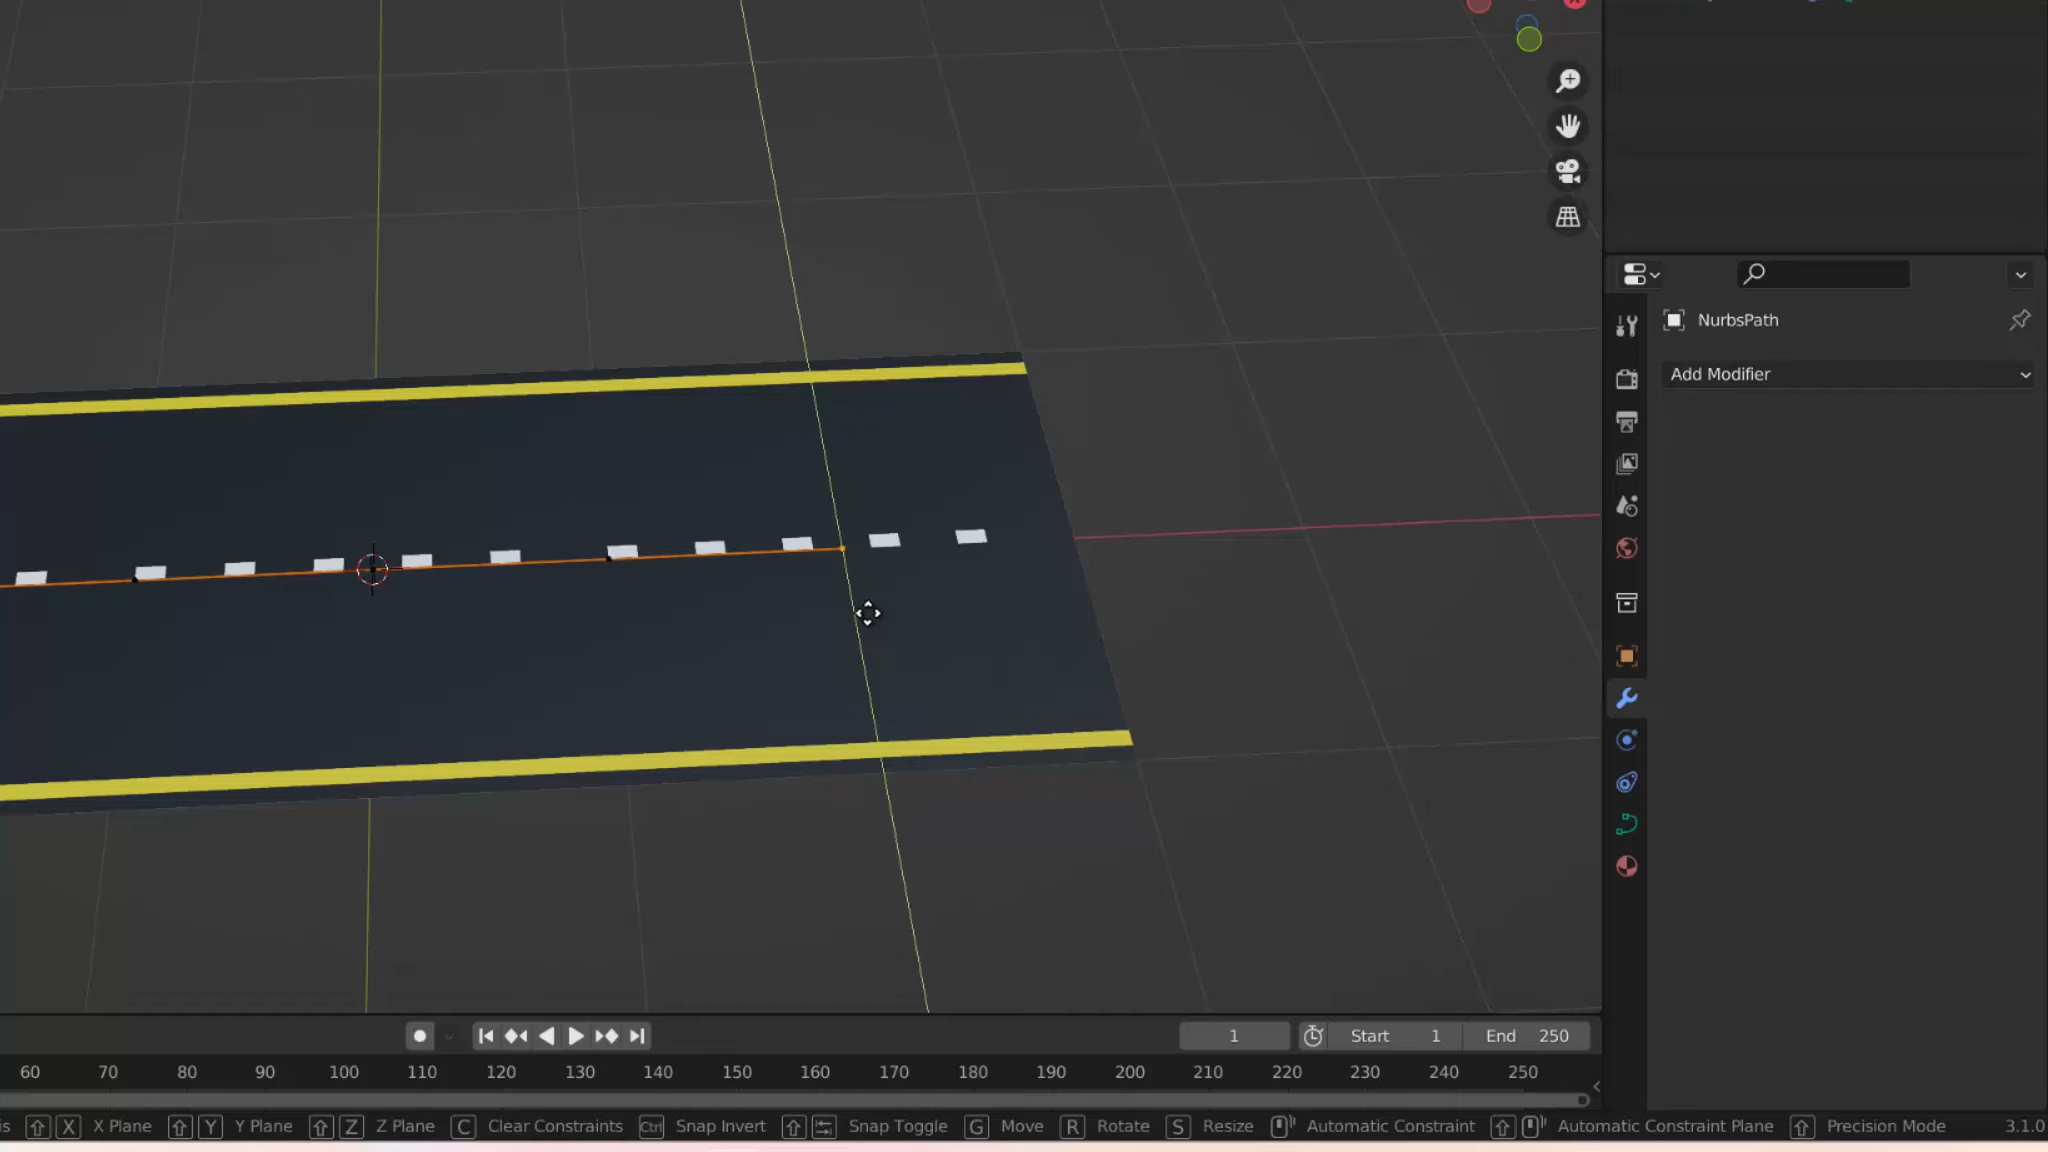 NurbsPath
Add Modifier
1 Start 1 End 250
60 70 80 90 100 110 120 130 140 150 160 170 180 190 200 210 220 230 240 250
is X X Plane Y Y Plane Z Z Plane C Clear Constraints Ctrl Snap Invert Snap Toggle G Move R Rotate S Resize Automatic Constraint Automatic Constraint Plane Precision Mode 3.1.0